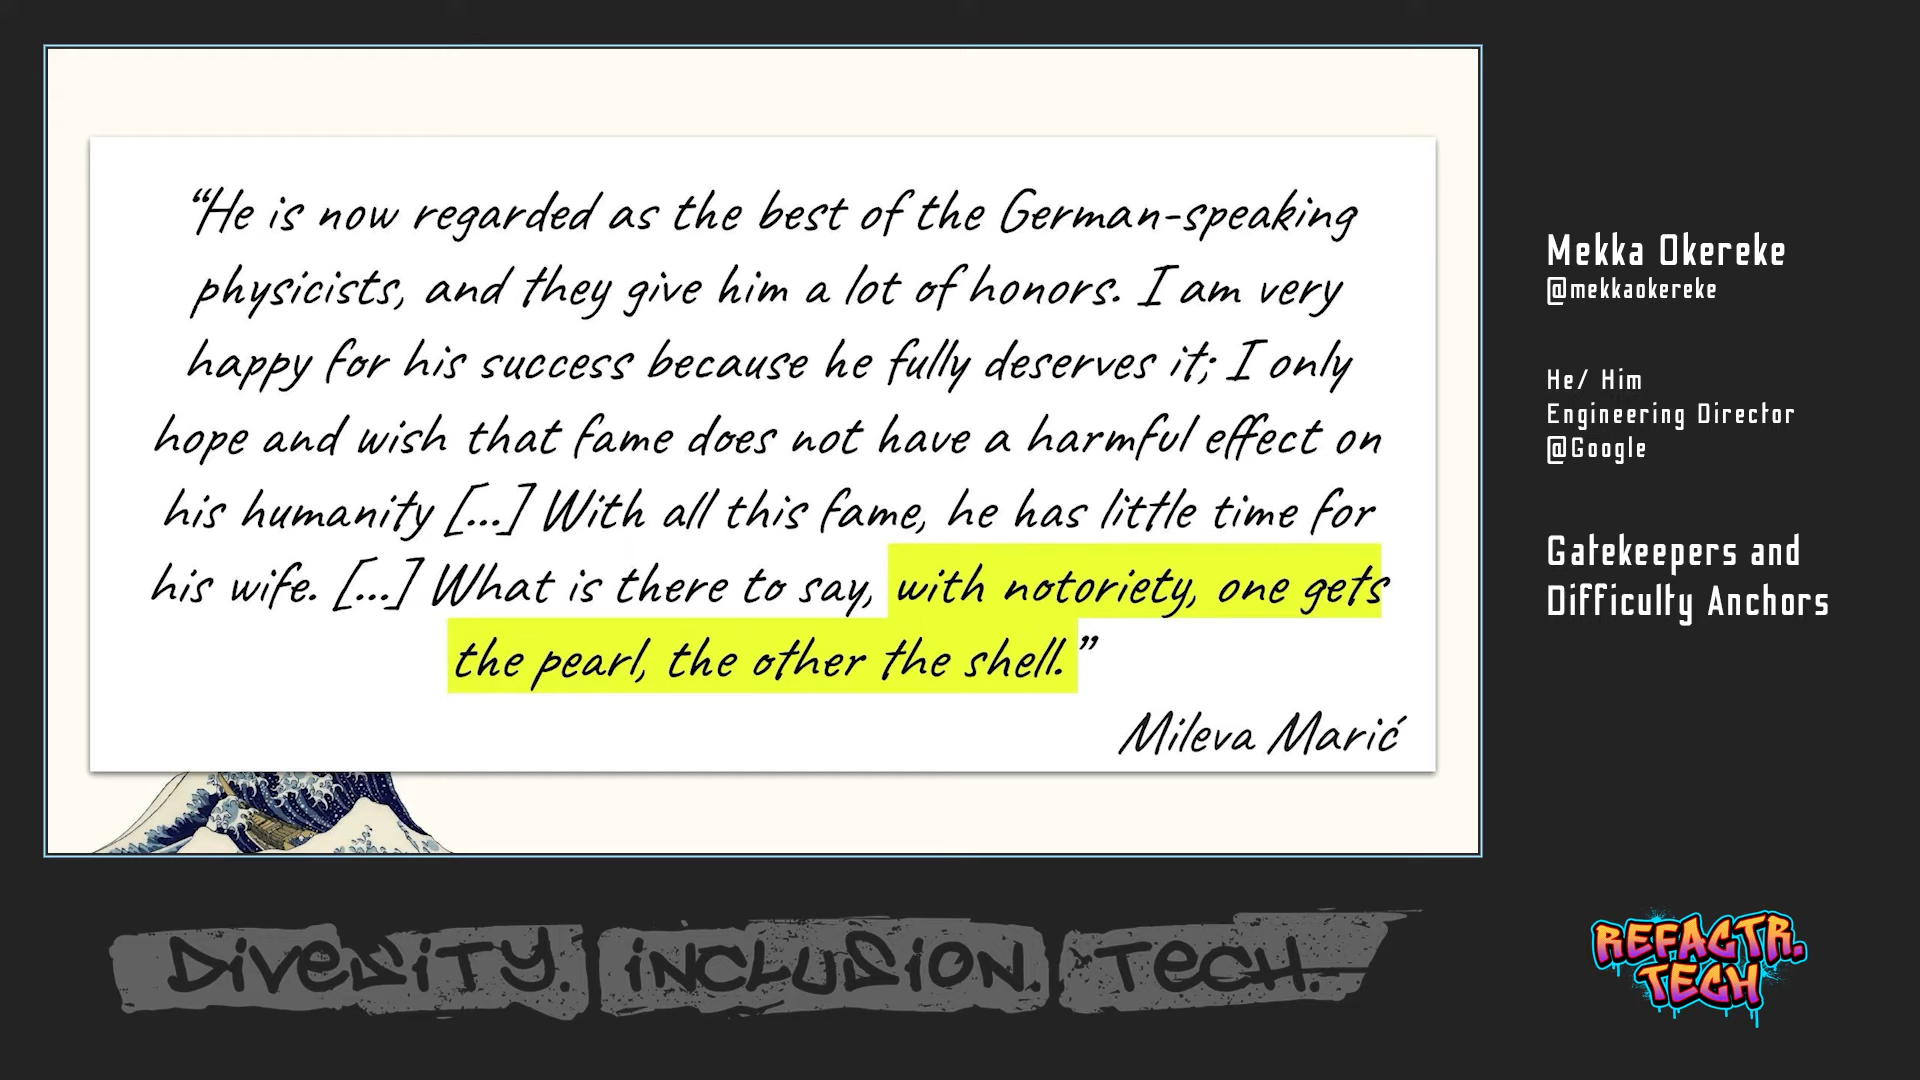 “He is now regarded as the best of the German-speaking
physicists, and they give him a lot of honors. I am very
happy for his success because he fully deserves it; I only
hope and wish that fame does not have a harmful effect on
his humanity [...] With all this fame, he has little time for
his wife. [...] What is there to say, with notoriety, one gets
the pearl, the other the shell.”
Mileva Marić
Mekka Okereke
@mekkaokereke
He/ Him
Engineering Director
@Google
Gatekeepers and
Difficulty Anchors
DiveRSiTY. iNCLUSioN. TeCH.
REFACTR.
TECH